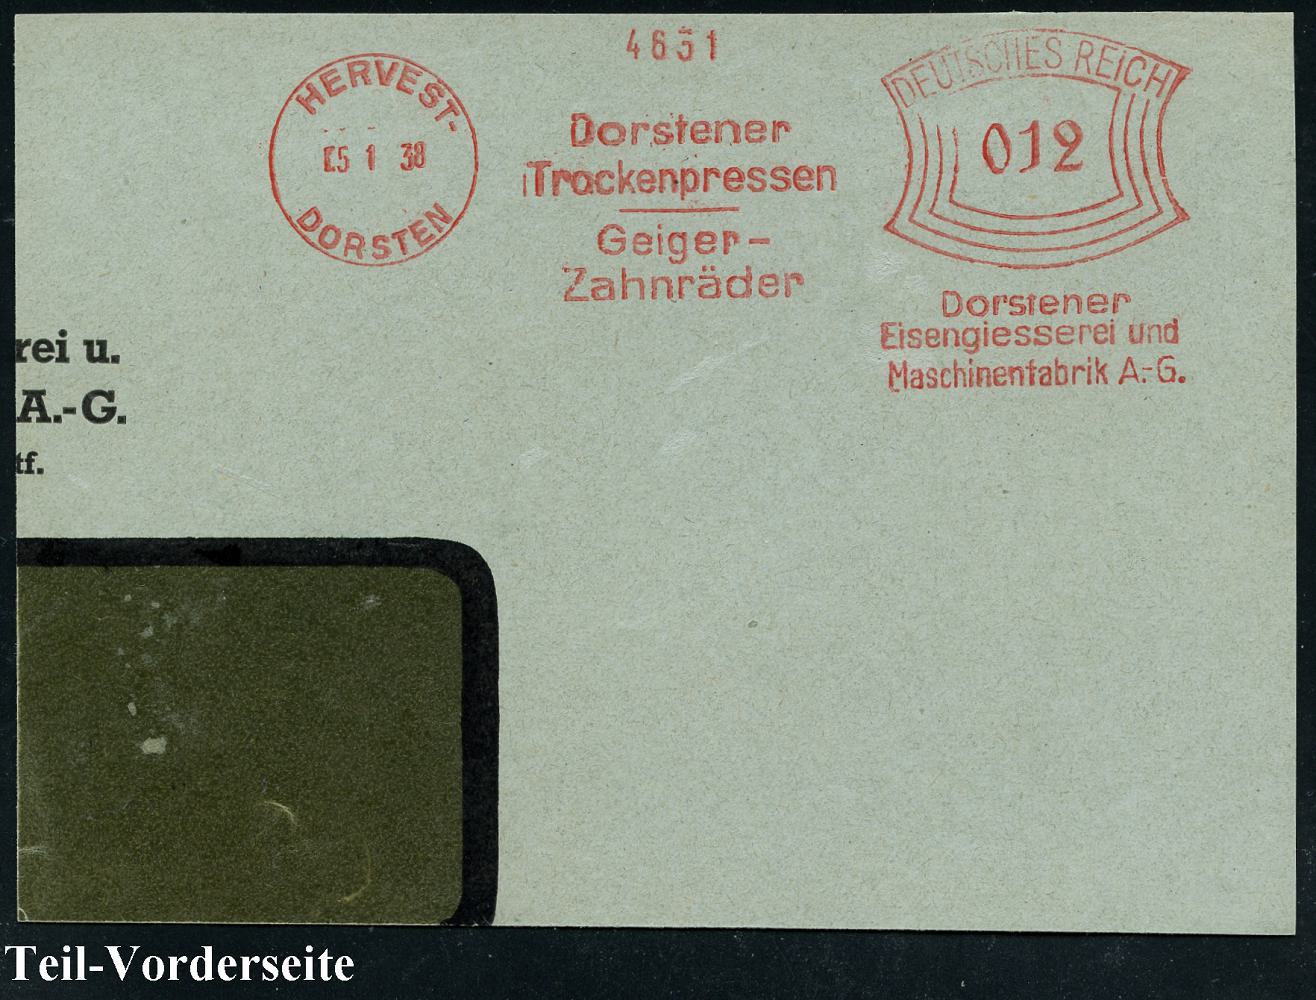 4631
HERVEST-
5 1 38
DORSTEN
Dorstener
Trockenpressen
Geiger-
Zahnräder
DEUTSCHES REICH
012
Dorstener
Eisengiesserei und
Maschinenfabrik A.-G.
rei u.
A.-G.
tf.
Teil-Vorderseite